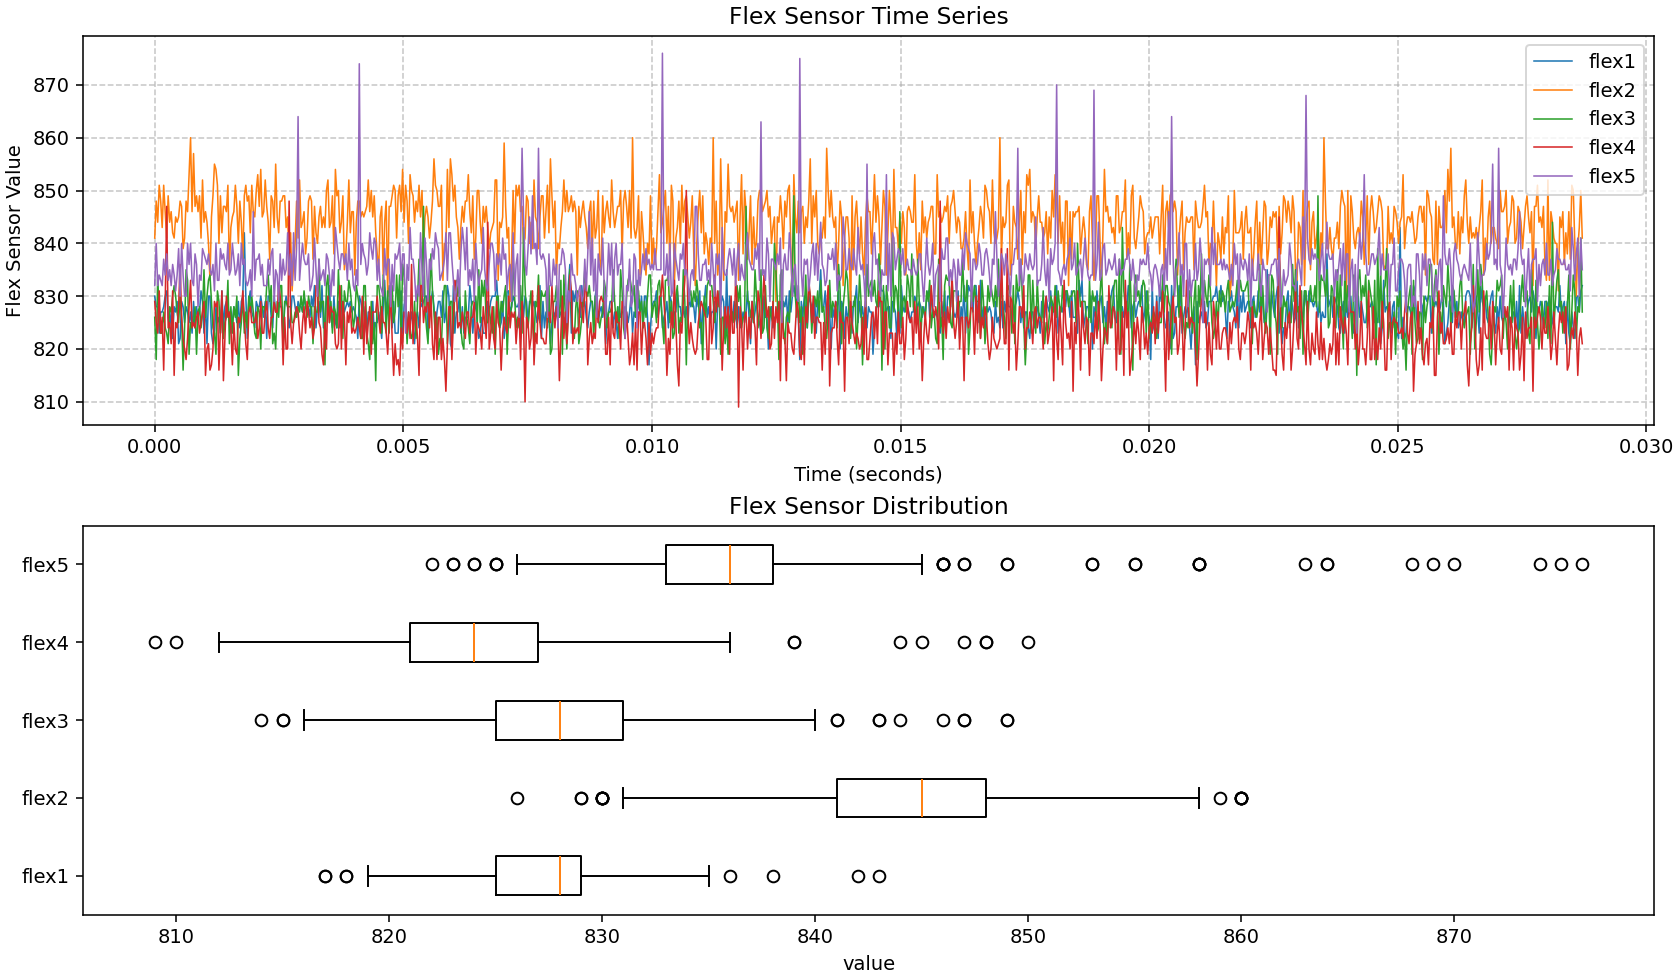 Flex Sensor Time Series
Flex Sensor Value
870
860
850
840
830
820
810
flex1
flex2
flex3
flex4
flex5
0.000 0.005 0.010 0.015 0.020 0.025 0.030
Time (seconds)
Flex Sensor Distribution
flex5
flex4
flex3
flex2
flex1
810 820 830 840 850 860 870
value